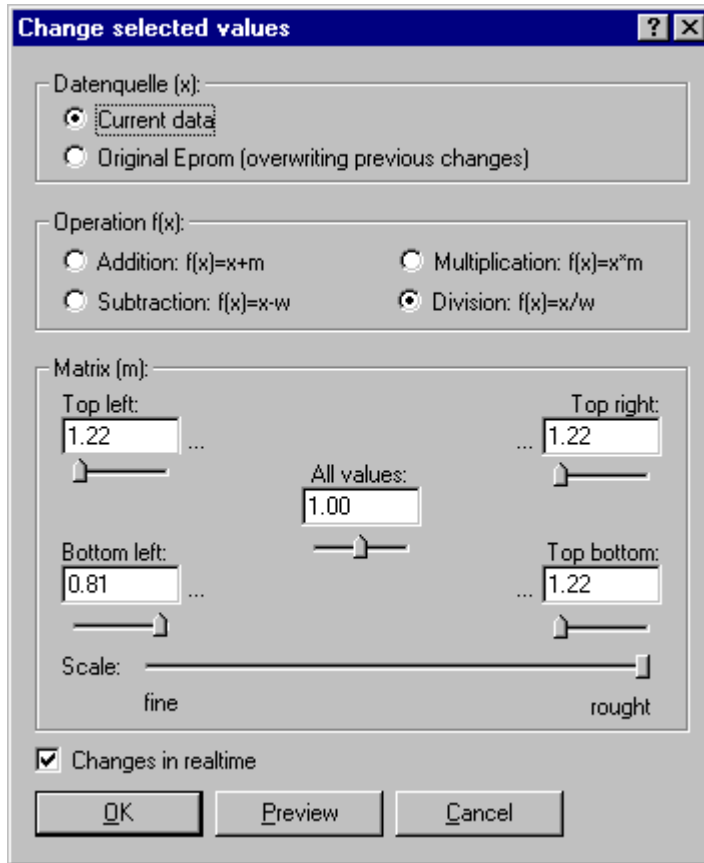 Change selected values
Datenquelle (x):
Current data
Original Eprom (overwriting previous changes)
Operation f(x):
Addition: f(x)=x+m Multiplication: f(x)=x*m
Subtraction: f(x)=x-w Division: f(x)=x/w
Matrix (m):
Top left: Top right:
1.22 ... ... 1.22
All values:
1.00
Bottom left: Top bottom:
0.81 ... ... 1.22
Scale:
fine rought
Changes in realtime
OK Preview Cancel